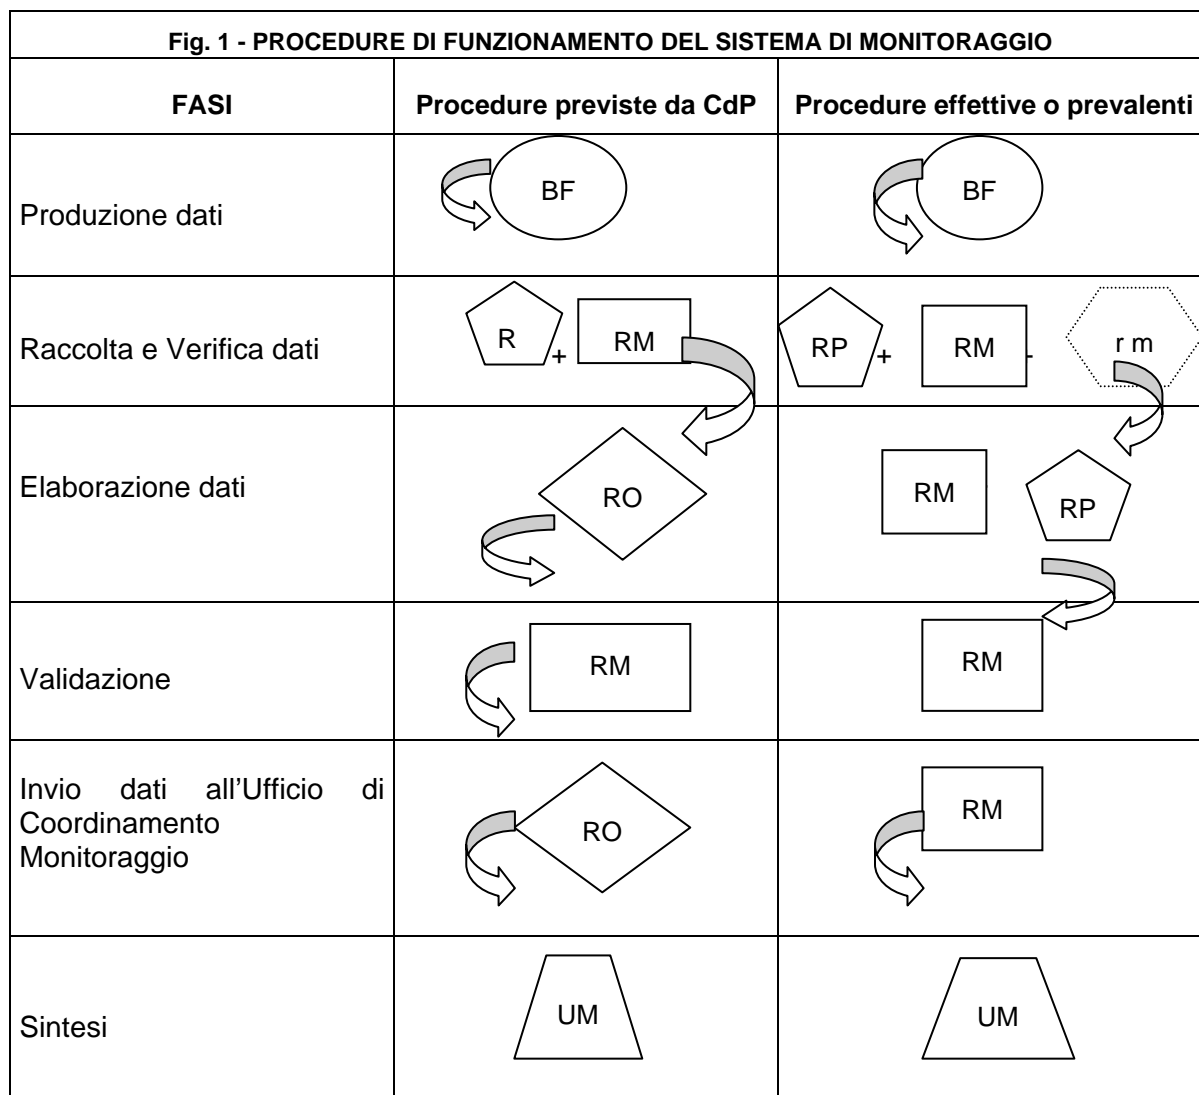 Fig. 1 - PROCEDURE DI FUNZIONAMENTO DEL SISTEMA DI MONITORAGGIO
FASI Procedure previste da CdP Procedure effettive o prevalenti
Produzione dati BF BF
Raccolta e Verifica dati R + RM RP + RM - r m
Elaborazione dati RO RM RP
Validazione RM RM
Invio dati all'Ufficio di
Coordinamento RO RM
Monitoraggio
Sintesi UM UM